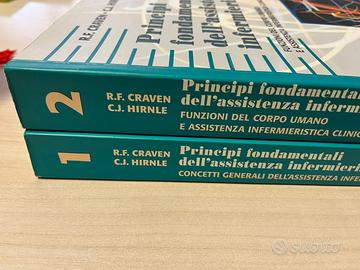 R.F. CRAVEN
Principi fondamentali
dell'assistenza
infermieri
2
R.F. CRAVEN
C.J. HIRNLE
Principi fondamentali
dell'assistenza infermie
FUNZIONI DEL CORPO UMANO
E ASSISTENZA INFERMIERISTICA CLINIC
1
R.F. CRAVEN
C.J. HIRNLE
Principi fondamentali
dell'assistenza infermieri
CONCETTI GENERALI DELL'ASSISTENZA INFE
subito